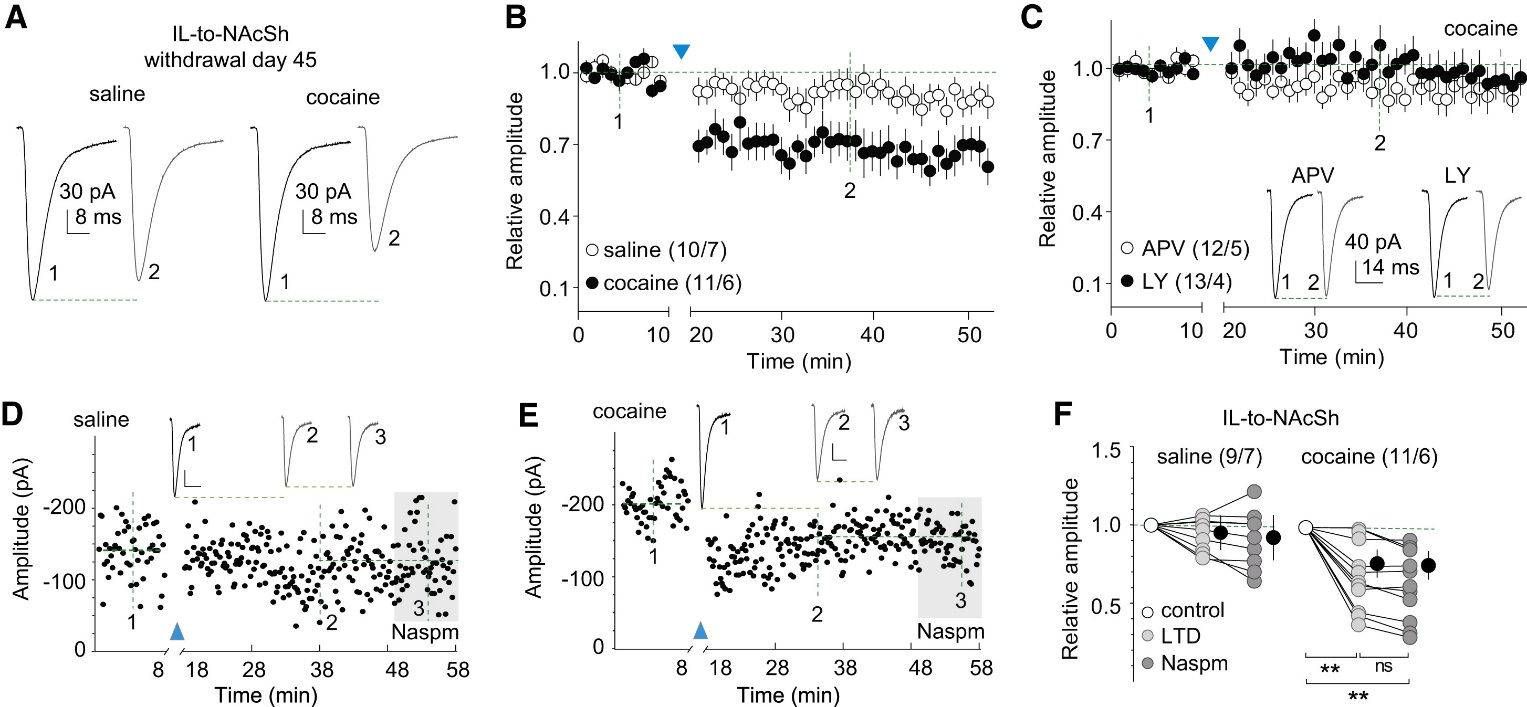 A
IL-to-NAcSh
withdrawal day 45
saline
cocaine
30 pA
8 ms
30 pA
8 ms
1
2
1
2
B
Relative amplitude
1.0
0.7
0.4
0.1
1
2
saline (10/7)
cocaine (11/6)
0
10
20
30
40
50
Time (min)
C
cocaine
Relative amplitude
1.0
0.7
0.4
0.1
1
2
APV
LY
APV (12/5)
LY (13/4)
40 pA
14 ms
1
2
1
2
0
10
20
30
40
50
Time (min)
D
saline
Amplitude (pA)
-200
-100
0
1
2
3
1
2
3
Naspm
8
18
28
38
48
58
Time (min)
E
cocaine
Amplitude (pA)
-200
-100
0
1
2
3
1
2
3
Naspm
8
18
28
38
48
58
Time (min)
F
IL-to-NAcSh
saline (9/7)
cocaine (11/6)
Relative amplitude
1.5
1.0
0.5
control
LTD
Naspm
**
ns
**